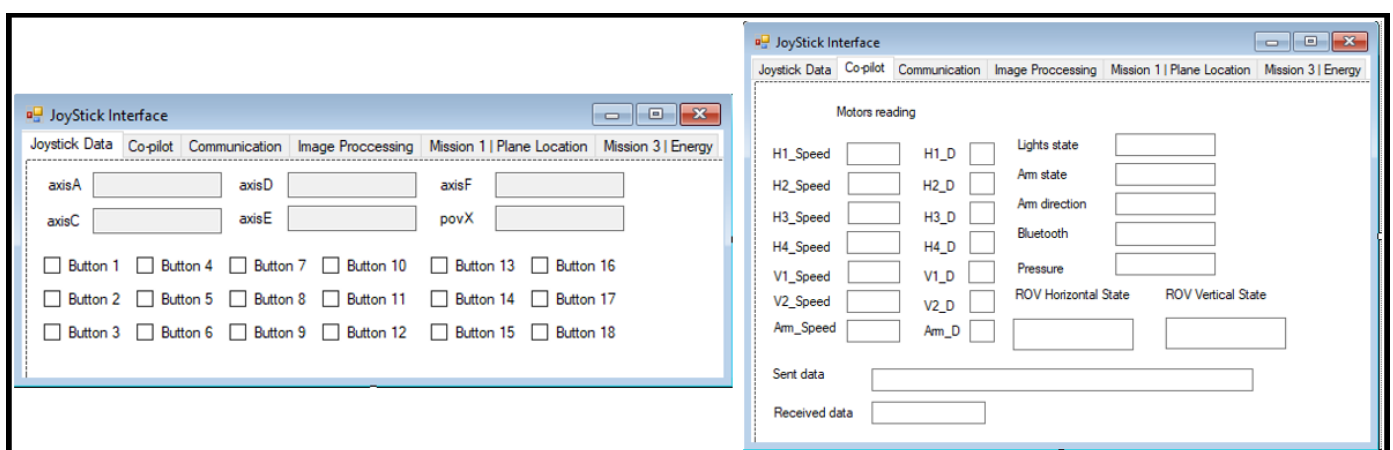 JoyStick Interface
Joystick Data Co-pilot Communication Image Proccessing Mission 1 | Plane Location Mission 3 | Energy
axisA axisD axisF
axisC axisE povX
Button 1 Button 4 Button 7 Button 10 Button 13 Button 16
Button 2 Button 5 Button 8 Button 11 Button 14 Button 17
Button 3 Button 6 Button 9 Button 12 Button 15 Button 18
JoyStick Interface
Joystick Data Co-pilot Communication Image Proccessing Mission 1 | Plane Location Mission 3 | Energy
Motors reading
H1_Speed H1_D Lights state
H2_Speed H2_D Arm state
H3_Speed H3_D Arm direction
H4_Speed H4_D Bluetooth
V1_Speed V1_D Pressure
V2_Speed V2_D ROV Horizontal State ROV Vertical State
Arm_Speed Arm_D
Sent data
Received data